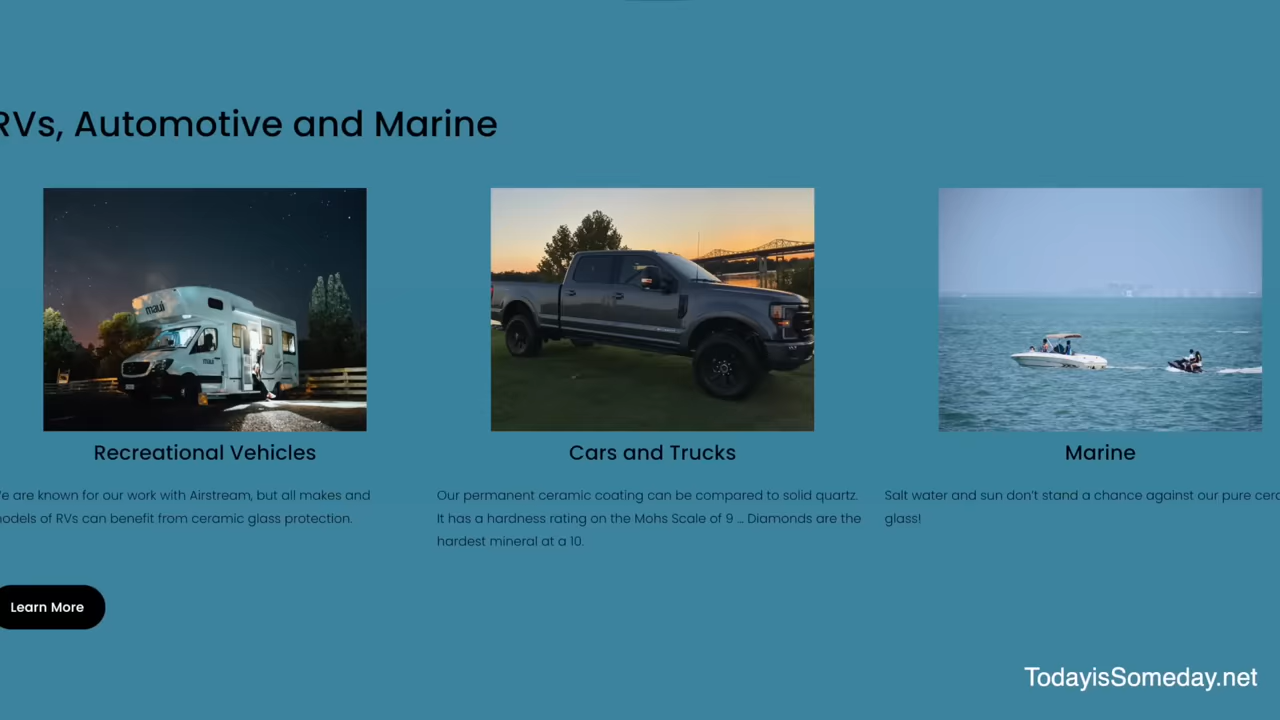 RVs, Automotive and Marine
maui
maui
Recreational Vehicles
Cars and Trucks
Marine
e are known for our work with Airstream, but all makes and
odels of RVs can benefit from ceramic glass protection.
Our permanent ceramic coating can be compared to solid quartz.
It has a hardness rating on the Mohs Scale of 9 ... Diamonds are the
hardest mineral at a 10.
Salt water and sun don't stand a chance against our pure cer
glass!
Learn More
TodayisSomeday.net